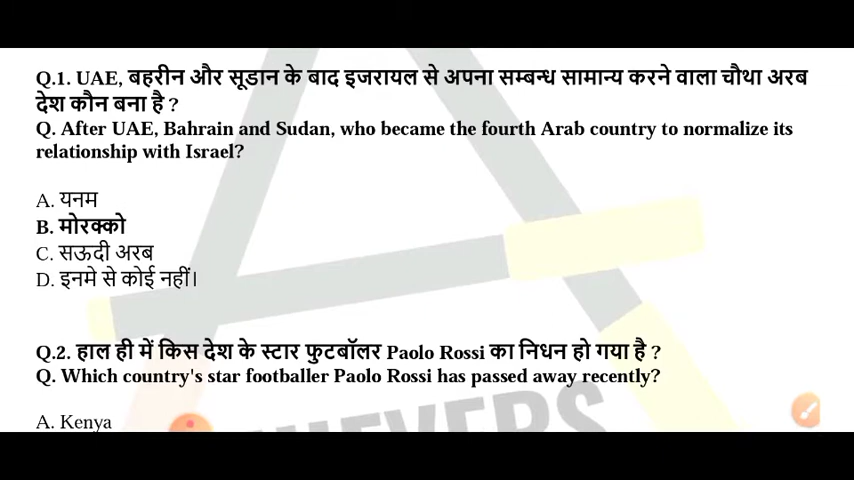 Q.1. UAE, बहरीन और सूडान के बाद इजरायल से अपना सम्बन्ध सामान्य करने वाला चौथा अरब
देश कौन बना है ?
Q. After UAE, Bahrain and Sudan, who became the fourth Arab country to normalize its
relationship with Israel?
A. यनम
B. मोरक्को
C. सऊदी अरब
D. इनमे से कोई नहीं।
Q.2. हाल ही में किस देश के स्टार फुटबॉलर Paolo Rossi का निधन हो गया है ?
Q. Which country's star footballer Paolo Rossi has passed away recently?
A. Kenya